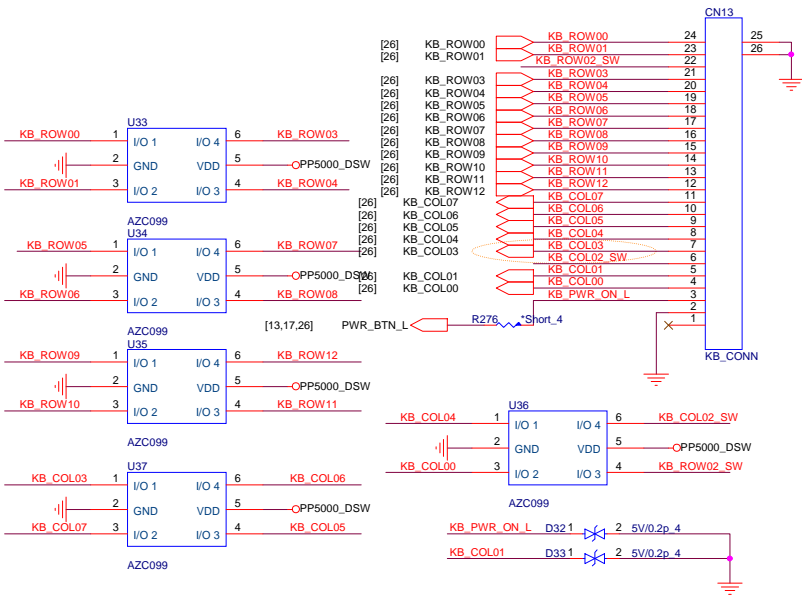 CN13
[26] KB_ROW00 KB_ROW00 24 25
[26] KB_ROW01 KB_ROW01 23 26
KB_ROW02_SW 22
[26] KB_ROW03 KB_ROW03 21
[26] KB_ROW04 KB_ROW04 20
[26] KB_ROW05 KB_ROW05 19
[26] KB_ROW06 KB_ROW06 18
[26] KB_ROW07 KB_ROW07 17
[26] KB_ROW08 KB_ROW08 16
[26] KB_ROW09 KB_ROW09 15
[26] KB_ROW10 KB_ROW10 14
[26] KB_ROW11 KB_ROW11 13
[26] KB_ROW12 KB_ROW12 12
[26] KB_COL07 KB_COL07 11
[26] KB_COL06 KB_COL06 10
[26] KB_COL05 KB_COL05 9
[26] KB_COL04 KB_COL04 8
[26] KB_COL03 KB_COL03 7
KB_COL02_SW 6
[26] KB_COL01 KB_COL01 5
[26] KB_COL00 KB_COL00 4
KB_PWR_ON_L 3
2
[13,17,26] PWR_BTN_L R276 *Short_4 1
KB_CONN
U33
KB_ROW00 1 I/O 1 I/O 4 6 KB_ROW03
2 GND VDD 5 PP5000_DSW
KB_ROW01 3 I/O 2 I/O 3 4 KB_ROW04
AZC099
U34
KB_ROW05 1 I/O 1 I/O 4 6 KB_ROW07
2 GND VDD 5 PP5000_DSW
KB_ROW06 3 I/O 2 I/O 3 4 KB_ROW08
AZC099
U35
KB_ROW09 1 I/O 1 I/O 4 6 KB_ROW12
2 GND VDD 5 PP5000_DSW
KB_ROW10 3 I/O 2 I/O 3 4 KB_ROW11
AZC099
U37
KB_COL03 1 I/O 1 I/O 4 6 KB_COL06
2 GND VDD 5 PP5000_DSW
KB_COL07 3 I/O 2 I/O 3 4 KB_COL05
AZC099
U36
KB_COL04 1 I/O 1 I/O 4 6 KB_COL02_SW
2 GND VDD 5 PP5000_DSW
KB_COL00 3 I/O 2 I/O 3 4 KB_ROW02_SW
AZC099
KB_PWR_ON_L D32 1 2 5V/0.2p_4
KB_COL01 D33 1 2 5V/0.2p_4